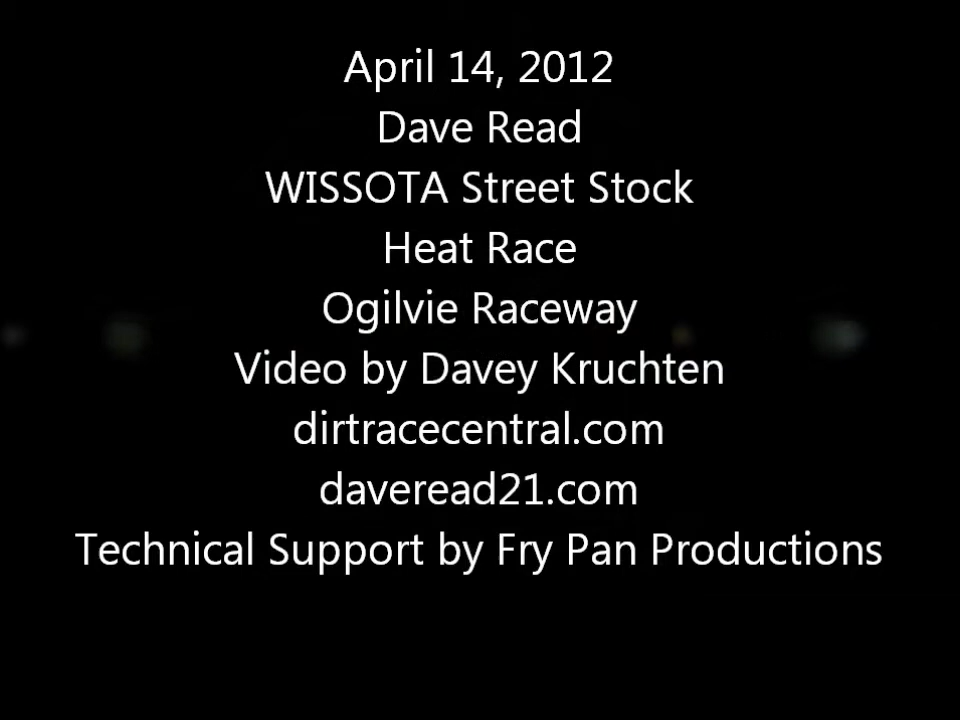 April 14, 2012
Dave Read
WISSOTA Street Stock
Heat Race
Ogilvie Raceway
Video by Davey Kruchten
dirtracecentral.com
daveread21.com
Technical Support by Fry Pan Productions